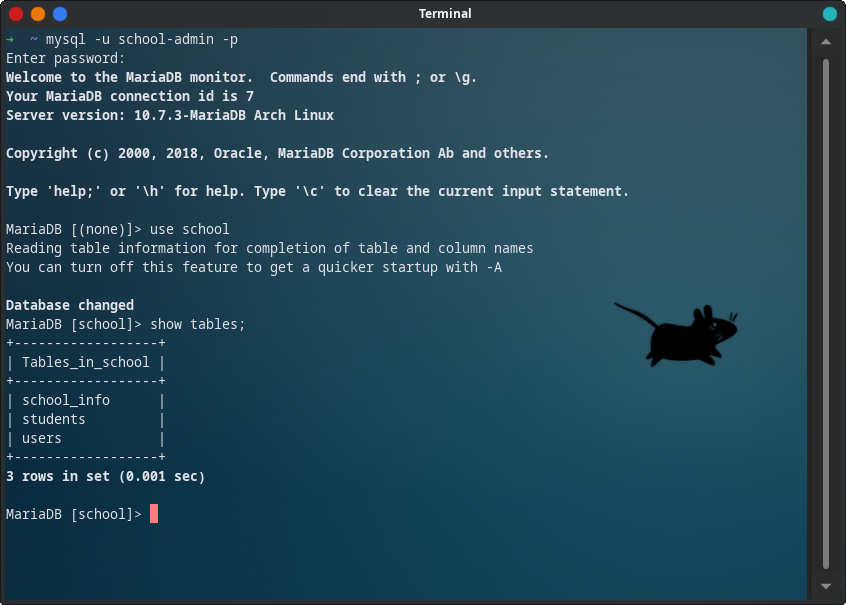 Terminal
→ ~ mysql -u school-admin -p
Enter password:
Welcome to the MariaDB monitor.  Commands end with ; or \g.
Your MariaDB connection id is 7
Server version: 10.7.3-MariaDB Arch Linux
Copyright (c) 2000, 2018, Oracle, MariaDB Corporation Ab and others.
Type 'help;' or '\h' for help. Type '\c' to clear the current input statement.
MariaDB [(none)]> use school
Reading table information for completion of table and column names
You can turn off this feature to get a quicker startup with -A
Database changed
MariaDB [school]> show tables;
+------------------+
| Tables_in_school |
+------------------+
| school_info      |
| students         |
| users            |
+------------------+
3 rows in set (0.001 sec)
MariaDB [school]>